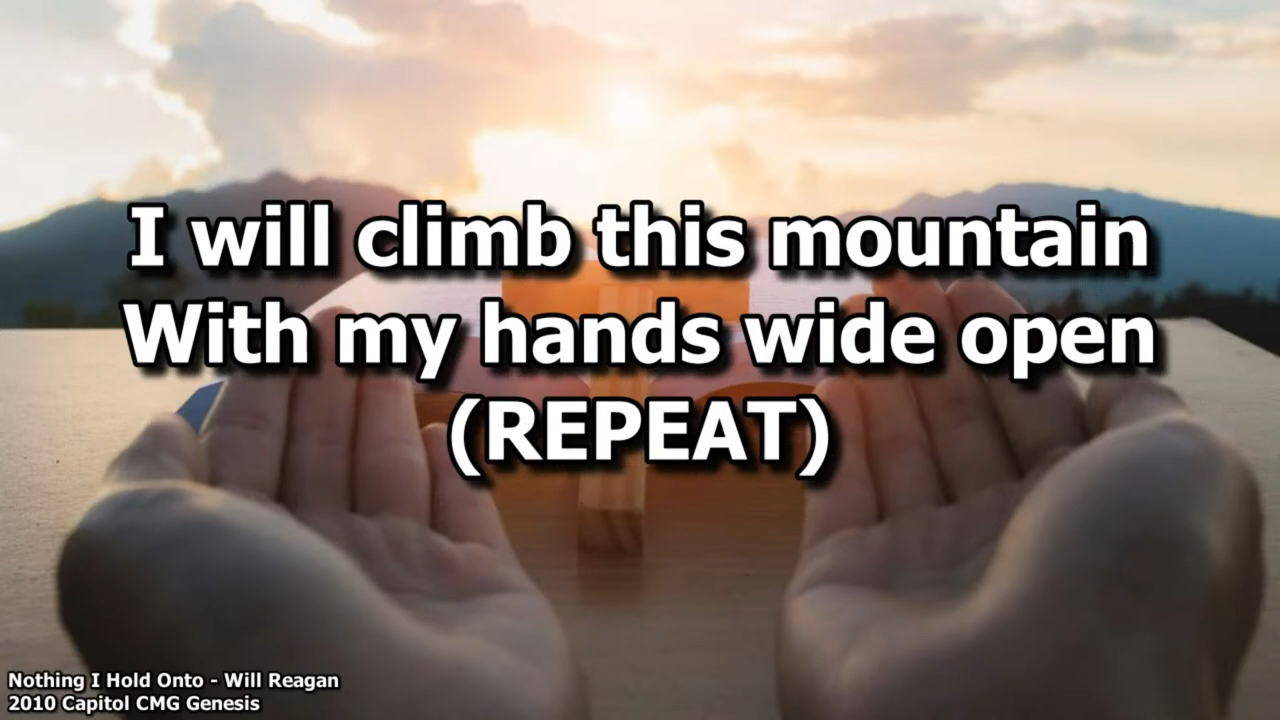 I will climb this mountain
With my hands wide open
(REPEAT)
Nothing I Hold Onto - Will Reagan
2010 Capitol CMG Genesis